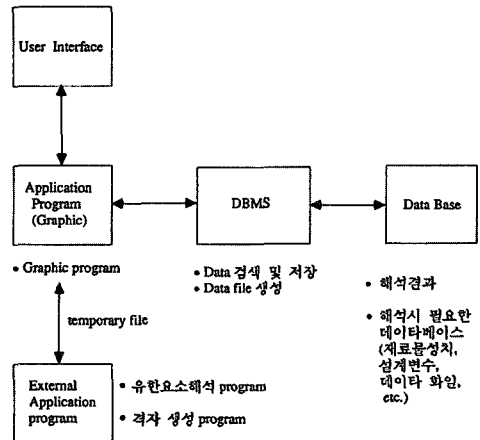 User Interface
Application
Program
(Graphic)
DBMS
Data Base
• Graphic program
• Data 검색 및 저장
• Data file 생성
• 해석결과
• 해석시 필요한
데이타베이스
(재료물성치,
설계변수,
데이타 화일,
etc.)
temporary file
External
Application
program
• 유한요소해석 program
• 격자 생성 program